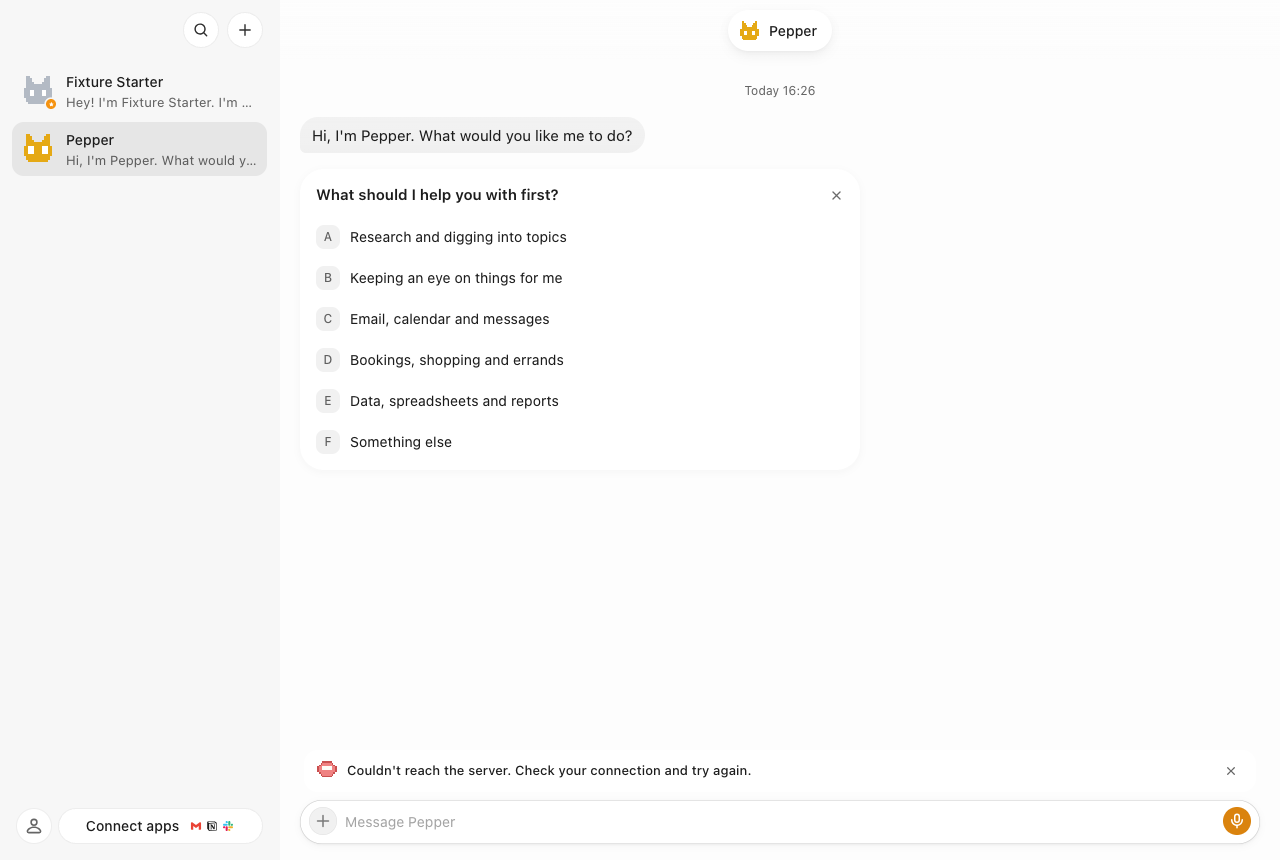 Fixture Starter
Hey! I'm Fixture Starter. I'm ...
Pepper
Hi, I'm Pepper. What would y...
Connect apps
Pepper
Today 16:26
Hi, I'm Pepper. What would you like me to do?
What should I help you with first?
A Research and digging into topics
B Keeping an eye on things for me
C Email, calendar and messages
D Bookings, shopping and errands
E Data, spreadsheets and reports
F Something else
Couldn't reach the server. Check your connection and try again.
Message Pepper